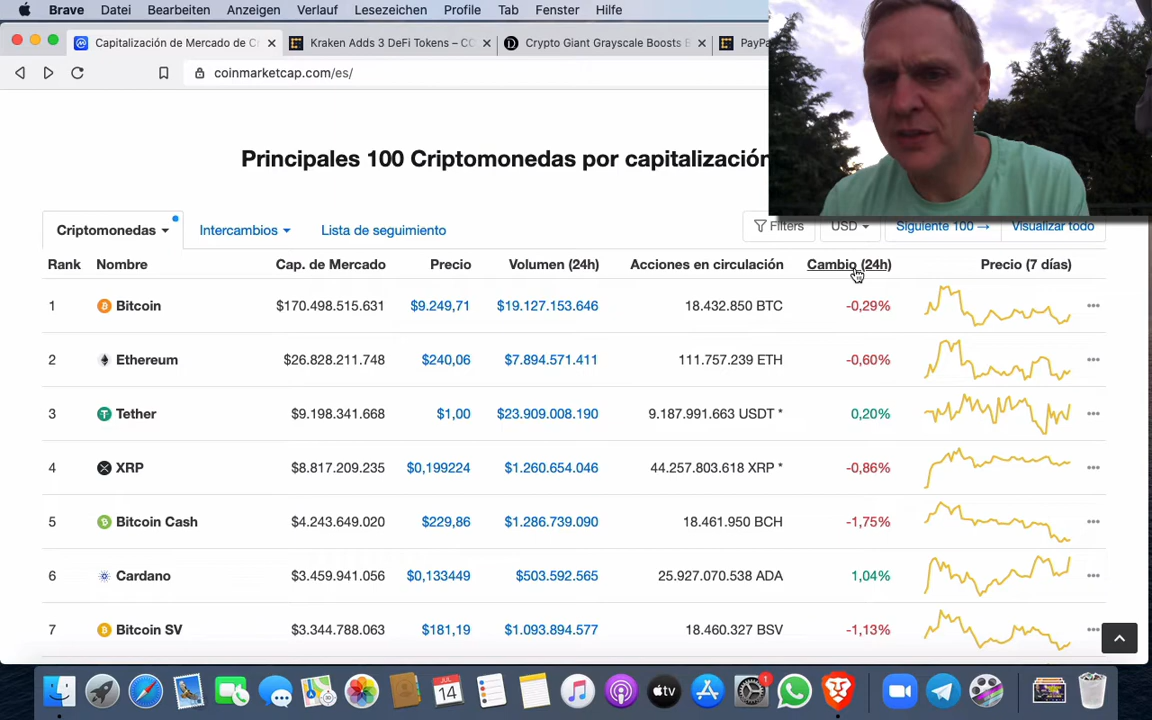 Brave Datei Bearbeiten Anzeigen Verlauf Lesezeichen Profile Tab Fenster Hilfe
Capitalización de Mercado de C Kraken Adds 3 DeFi Tokens – CO Crypto Giant Grayscale Boosts E PayPa
coinmarketcap.com/es/
Principales 100 Criptomonedas por capitalización
Criptomonedas Intercambios Lista de seguimiento Filters USD Siguiente 100 → Visualizar todo
Rank Nombre Cap. de Mercado Precio Volumen (24h) Acciones en circulación Cambio (24h) Precio (7 días)
1 Bitcoin $170.498.515.631 $9.249,71 $19.127.153.646 18.432.850 BTC -0,29%
2 Ethereum $26.828.211.748 $240,06 $7.894.571.411 111.757.239 ETH -0,60%
3 Tether $9.198.341.668 $1,00 $23.909.008.190 9.187.991.663 USDT * 0,20%
4 XRP $8.817.209.235 $0,199224 $1.260.654.046 44.257.803.618 XRP * -0,86%
5 Bitcoin Cash $4.243.649.020 $229,86 $1.286.739.090 18.461.950 BCH -1,75%
6 Cardano $3.459.941.056 $0,133449 $503.592.565 25.927.070.538 ADA 1,04%
7 Bitcoin SV $3.344.788.063 $181,19 $1.093.894.577 18.460.327 BSV -1,13%
JUL
14
tv
1